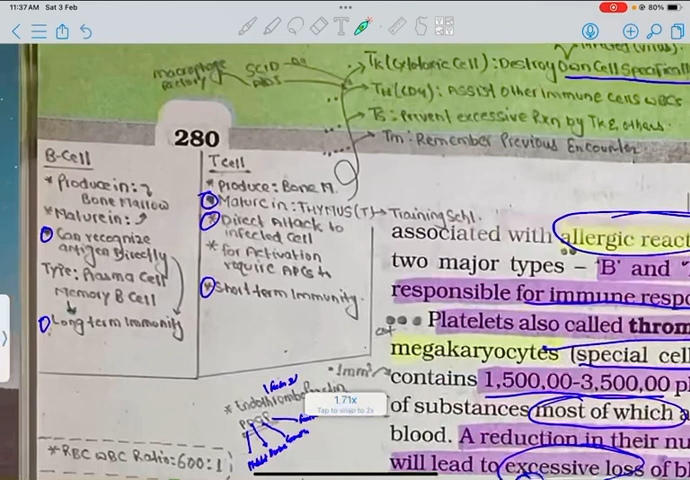 11:37 AM Sat 3 Feb
80%
TK(Cytotoxic Cell): Destroy Own Cell Specifically
macrophage
factory
SCID
AIDS
TH(CD4): Assist Other Immune Cells WBCs
Ts: Prevent excessive Rxn by TK & others.
Tm: Remember Previous Encounter
280
B-Cell
* Produce in:
Bone Marrow
* Mature in:
Can recognize
antigen Directly
Type: Plasma Cell
Memory B Cell
Long term Immunity
T cell
* Produce: Bone M.
Mature in: THYMUS(T)→Training Schl.
Direct Attack to
infected Cell
* for Activation
require APCs
* Short term Immunity.
associated with allergic react
two major types – 'B' and 'T
responsible for immune respo
Platelets also called throm
megakaryocytes (special cell
• 1mm³
contains 1,500,00-3,500,00 pl
of substances most of which a
blood. A reduction in their nu
will lead to excessive loss of bl
1.71x
Tap to snap to 2x
* RBC WBC Ratio: 600:1